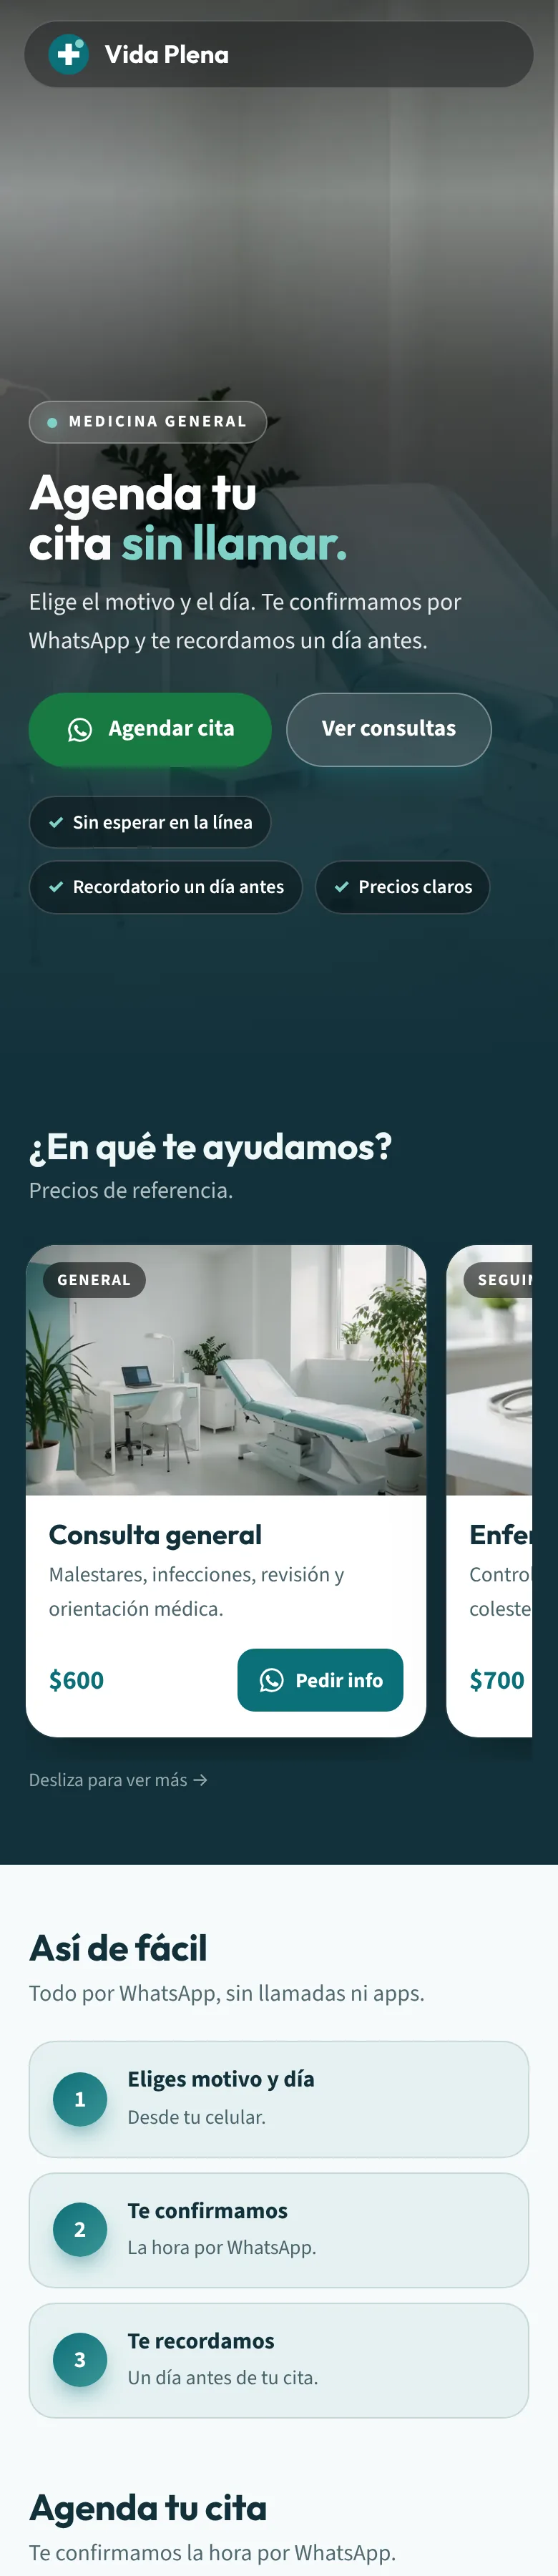 Vida Plena
MEDICINA GENERAL
Agenda tu
cita sin llamar.
Elige el motivo y el día. Te confirmamos por
WhatsApp y te recordamos un día antes.
Agendar cita
Ver consultas
✓ Sin esperar en la línea
✓ Recordatorio un día antes
✓ Precios claros
¿En qué te ayudamos?
Precios de referencia.
GENERAL
Consulta general
Malestares, infecciones, revisión y
orientación médica.
$600
Pedir info
$700
Desliza para ver más →
Así de fácil
Todo por WhatsApp, sin llamadas ni apps.
1
Eliges motivo y día
Desde tu celular.
2
Te confirmamos
La hora por WhatsApp.
3
Te recordamos
Un día antes de tu cita.
Agenda tu cita
Te confirmamos la hora por WhatsApp.